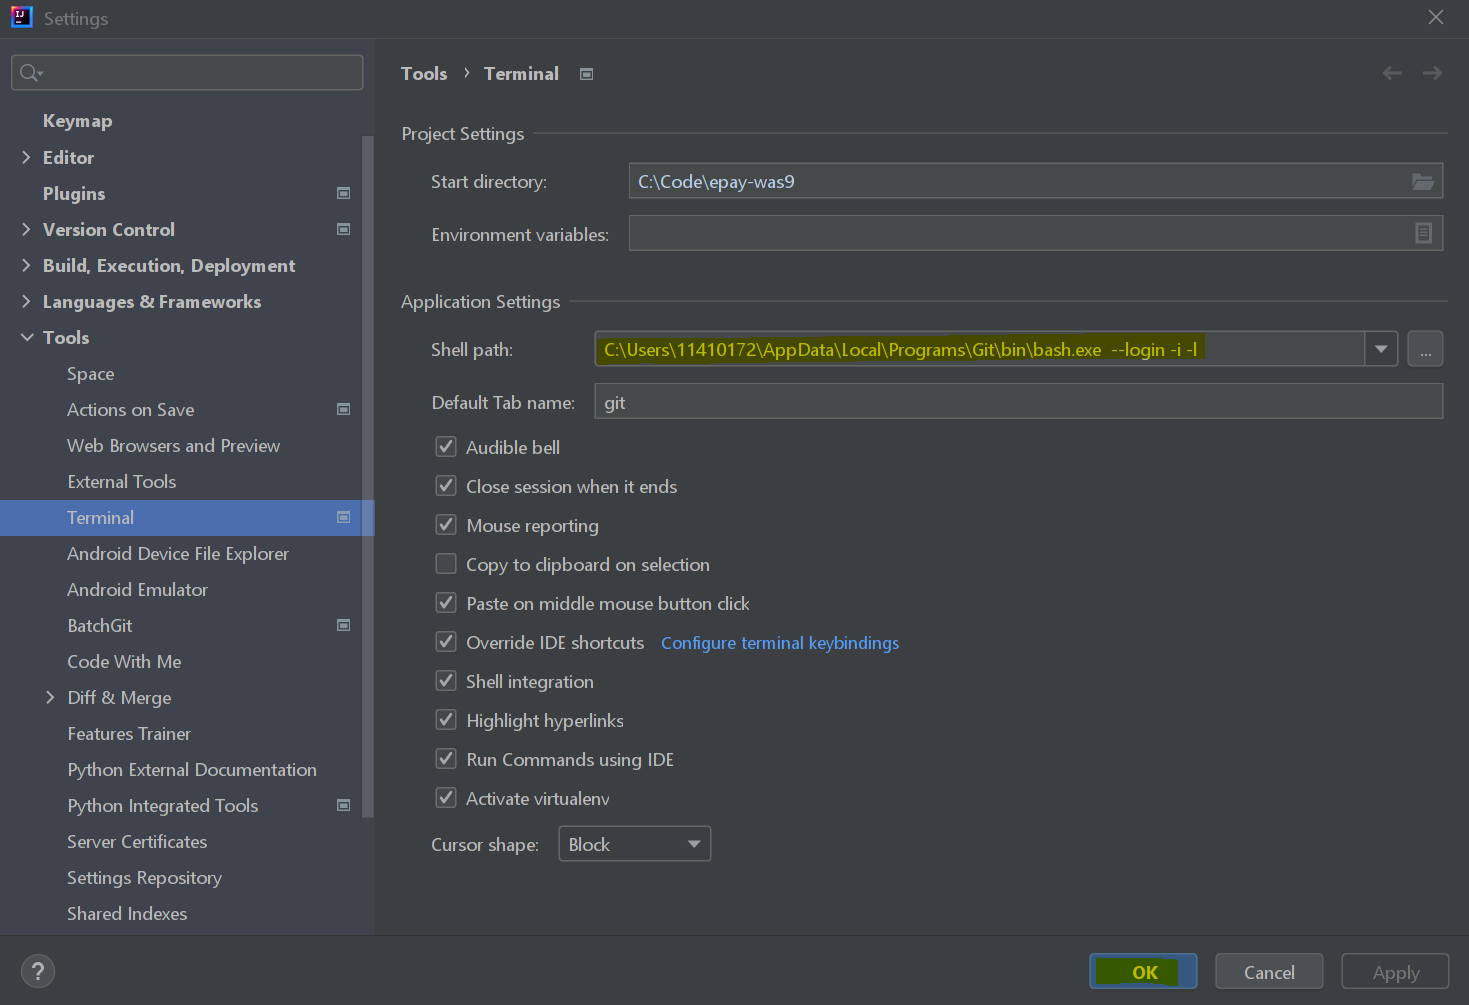 Settings
Keymap
Editor
Plugins
Version Control
Build, Execution, Deployment
Languages & Frameworks
Tools
Space
Actions on Save
Web Browsers and Preview
External Tools
Terminal
Android Device File Explorer
Android Emulator
BatchGit
Code With Me
Diff & Merge
Features Trainer
Python External Documentation
Python Integrated Tools
Server Certificates
Settings Repository
Shared Indexes
Tools › Terminal
Project Settings
Start directory: C:\Code\epay-was9
Environment variables:
Application Settings
Shell path: C:\Users\11410172\AppData\Local\Programs\Git\bin\bash.exe  --login -i -l ...
Default Tab name: git
Audible bell
Close session when it ends
Mouse reporting
Copy to clipboard on selection
Paste on middle mouse button click
Override IDE shortcuts Configure terminal keybindings
Shell integration
Highlight hyperlinks
Run Commands using IDE
Activate virtualenv
Cursor shape: Block
? OK Cancel Apply